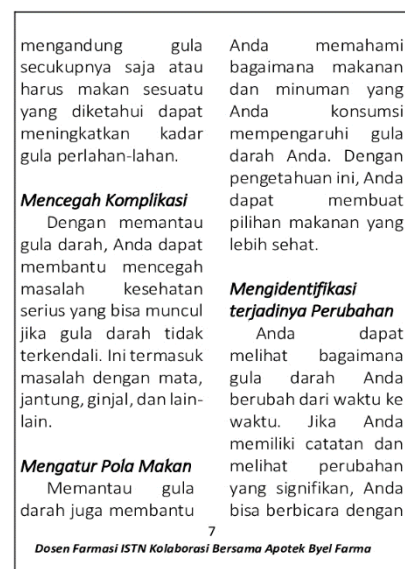 mengandung gula
secukupnya saja atau
harus makan sesuatu
yang diketahui dapat
meningkatkan kadar
gula perlahan-lahan.
Mencegah Komplikasi
Dengan memantau
gula darah, Anda dapat
membantu mencegah
masalah kesehatan
serius yang bisa muncul
jika gula darah tidak
terkendali. Ini termasuk
masalah dengan mata,
jantung, ginjal, dan lain-
lain.
Mengatur Pola Makan
Memantau gula
darah juga membantu
Anda memahami
bagaimana makanan
dan minuman yang
Anda konsumsi
mempengaruhi gula
darah Anda. Dengan
pengetahuan ini, Anda
dapat membuat
pilihan makanan yang
lebih sehat.
Mengidentifikasi
terjadinya Perubahan
Anda dapat
melihat bagaimana
gula darah Anda
berubah dari waktu ke
waktu. Jika Anda
memiliki catatan dan
melihat perubahan
yang signifikan, Anda
bisa berbicara dengan
7
Dosen Farmasi ISTN Kolaborasi Bersama Apotek Byel Farma